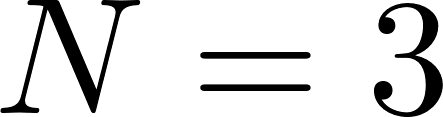 N = 3